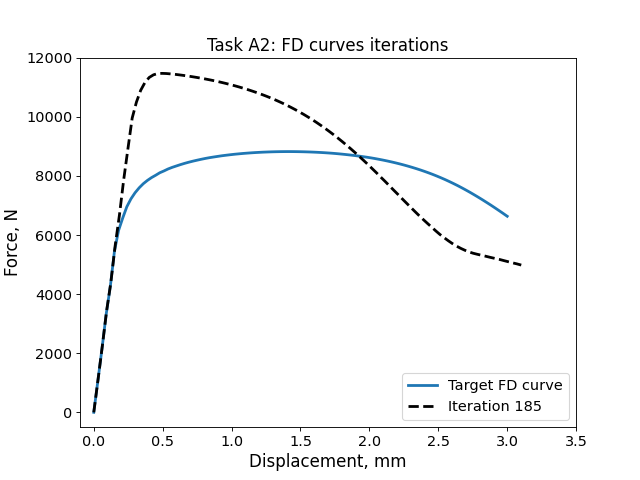 Task A2: FD curves iterations
12000
10000
8000
6000
4000
2000
0
Force, N
0.0 0.5 1.0 1.5 2.0 2.5 3.0 3.5
Displacement, mm
Target FD curve
Iteration 185